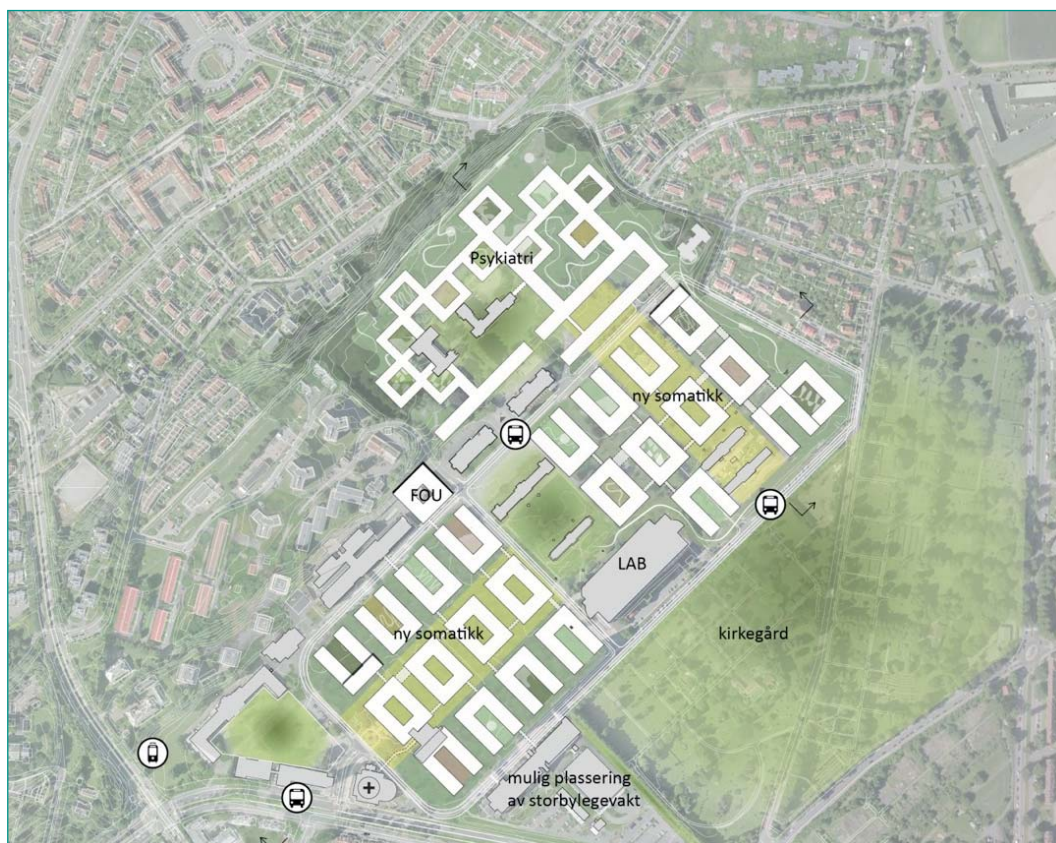 Psykiatri
ny somatikk
FOU
LAB
ny somatikk
kirkegård
mulig plassering
av storbylegevakt